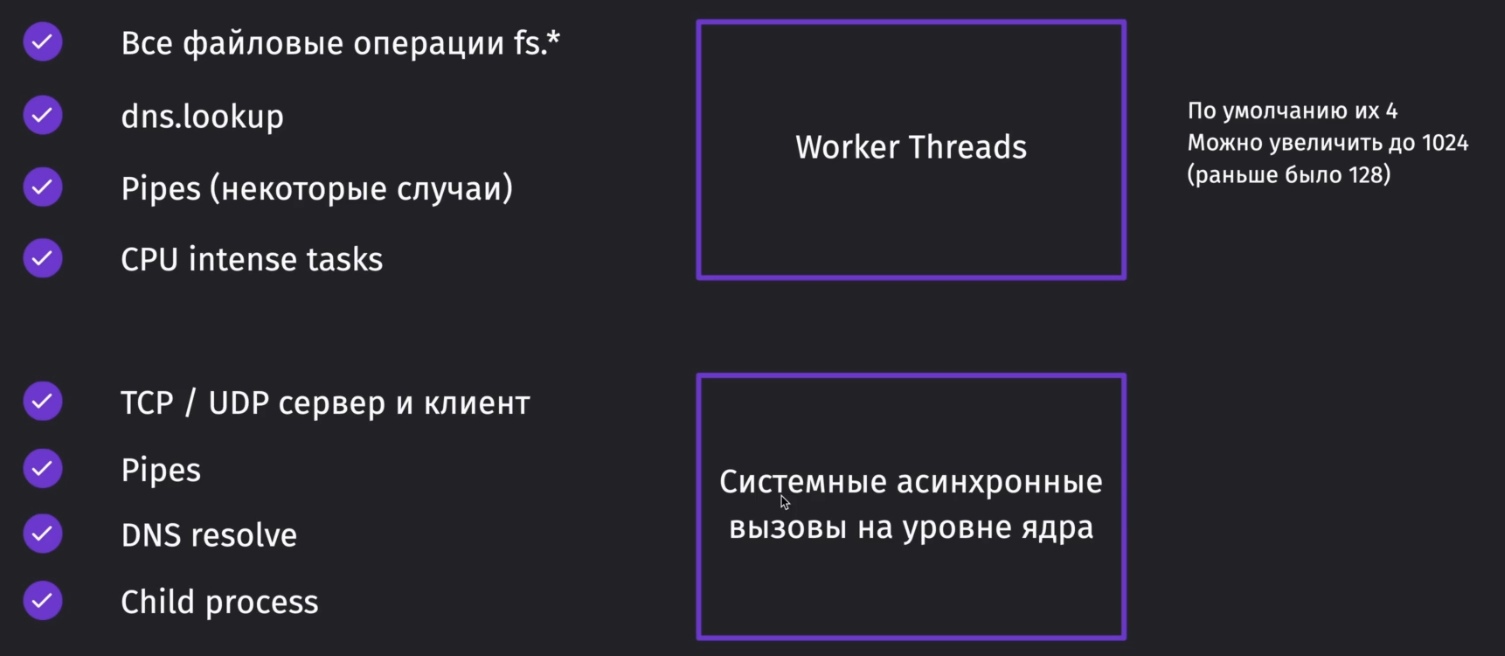 Все файловые операции fs.*
dns.lookup
Pipes (некоторые случаи)
CPU intense tasks
Worker Threads
По умолчанию их 4
Можно увеличить до 1024
(раньше было 128)
TCP / UDP сервер и клиент
Pipes
DNS resolve
Child process
Системные асинхронные
вызовы на уровне ядра